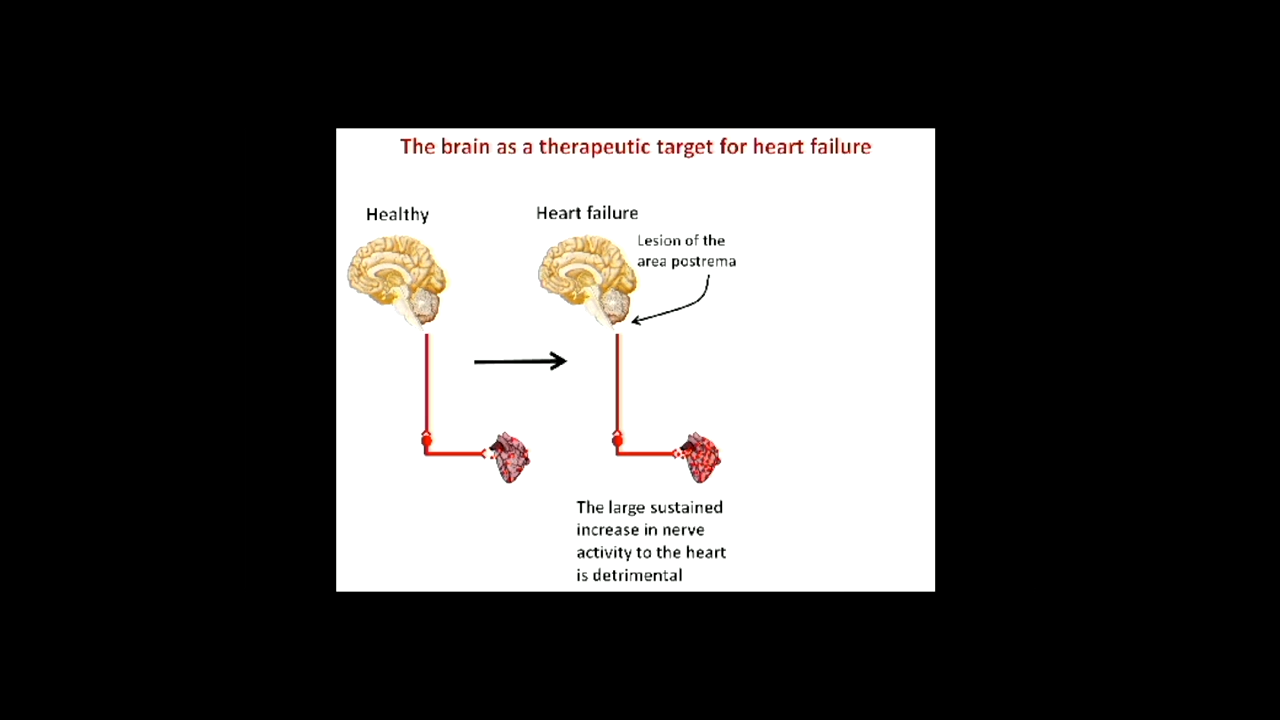 The brain as a therapeutic target for heart failure
Healthy
Heart failure
Lesion of the
area postrema
The large sustained
increase in nerve
activity to the heart
is detrimental